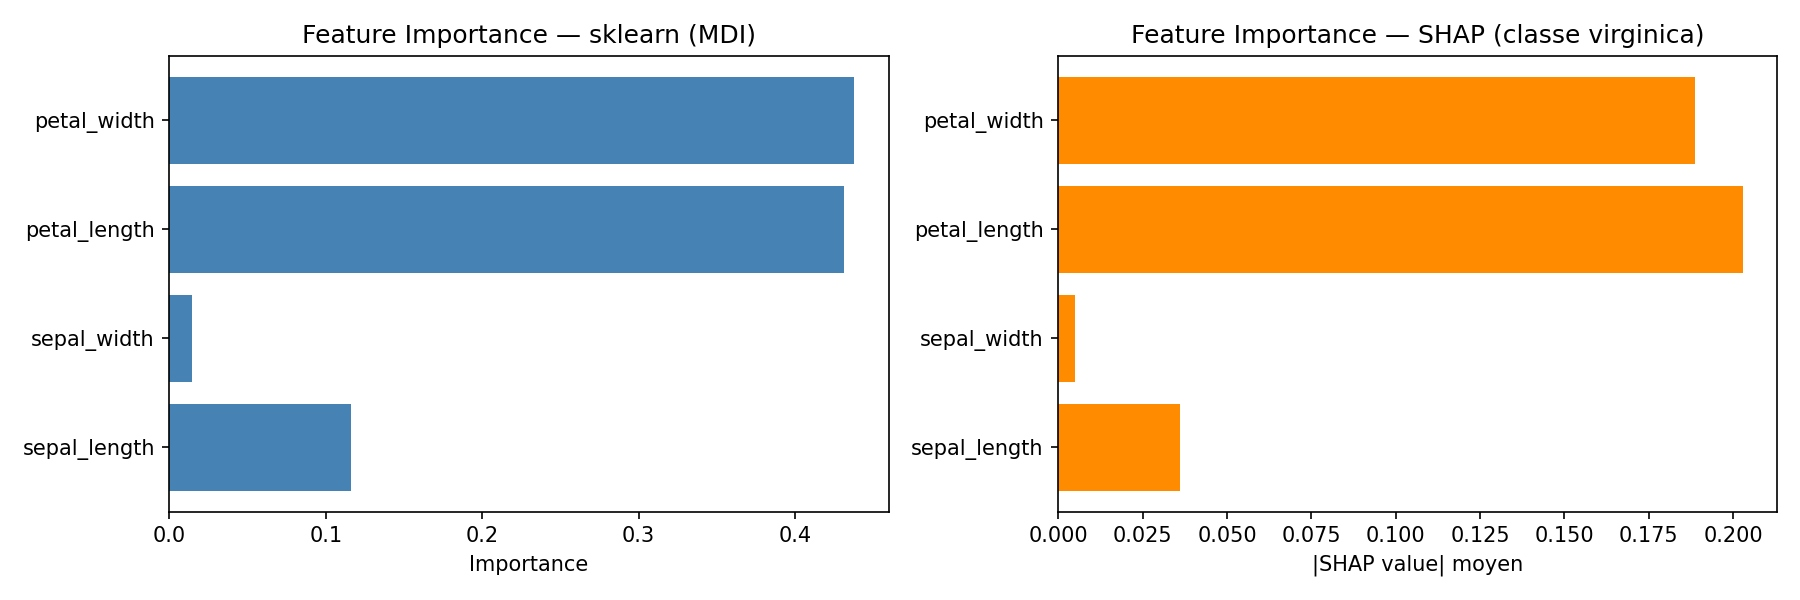 Feature Importance — sklearn (MDI)
petal_width
petal_length
sepal_width
sepal_length
0.0 0.1 0.2 0.3 0.4
Importance
Feature Importance — SHAP (classe virginica)
petal_width
petal_length
sepal_width
sepal_length
0.000 0.025 0.050 0.075 0.100 0.125 0.150 0.175 0.200
|SHAP value| moyen